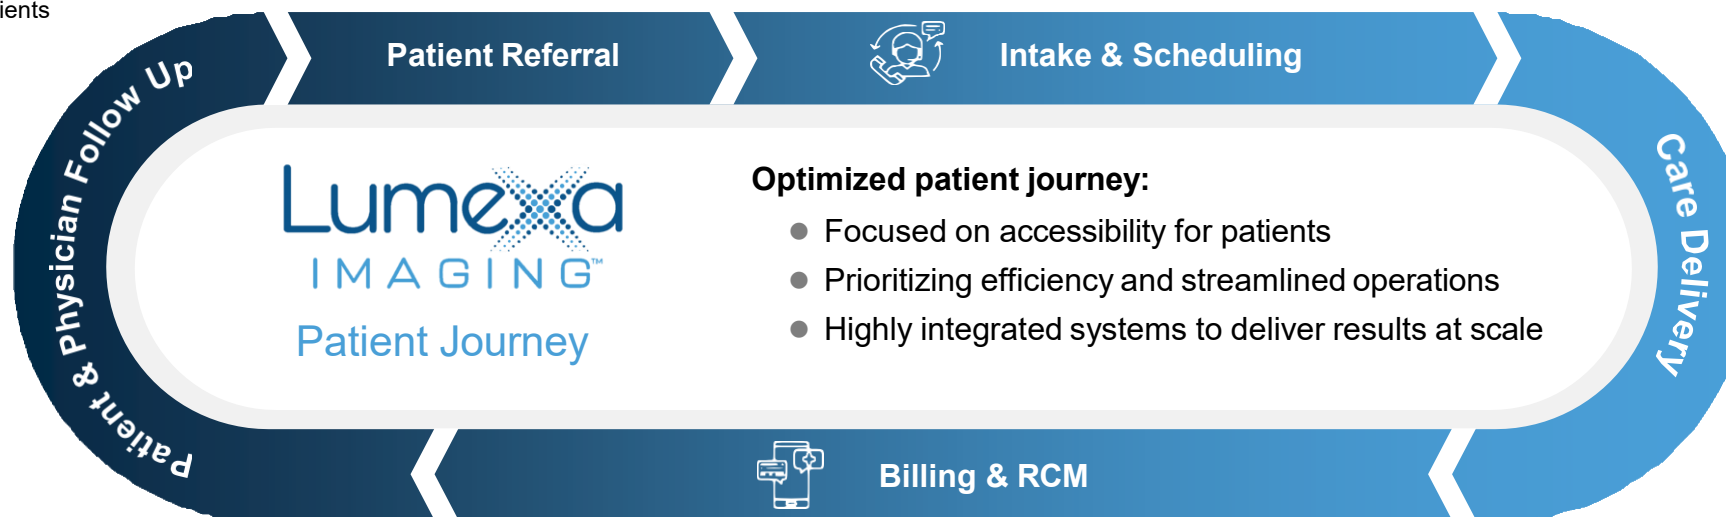 ients
Patient Referral
Intake & Scheduling
Care Delivery
Billing & RCM
Patient & Physician Follow Up
Lumexa
IMAGING™
Patient Journey
Optimized patient journey:
Focused on accessibility for patients
Prioritizing efficiency and streamlined operations
Highly integrated systems to deliver results at scale